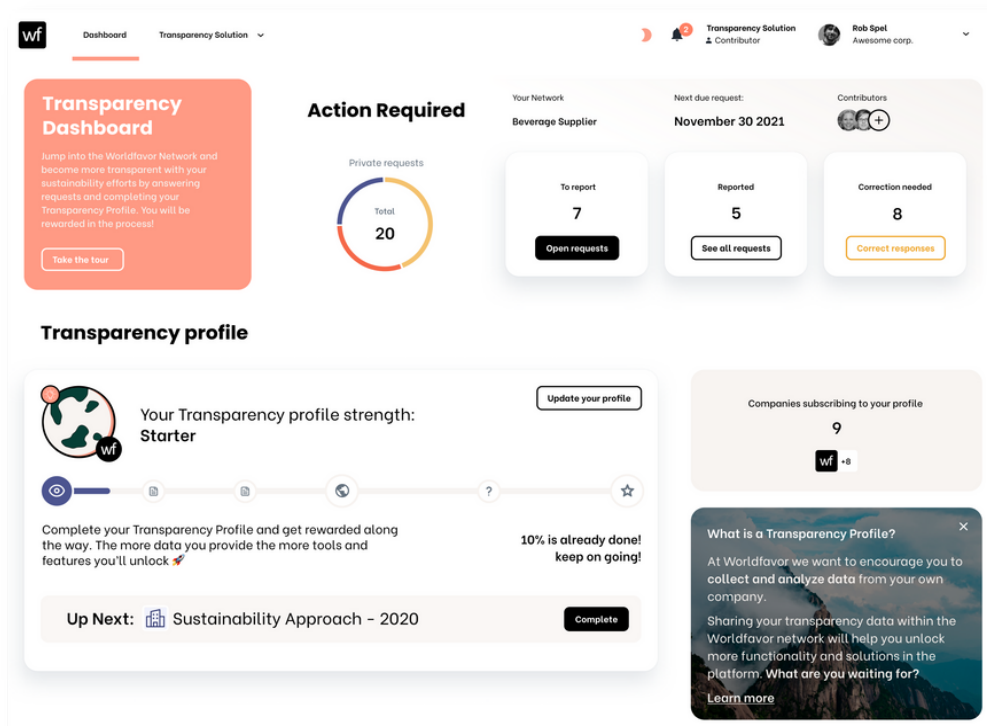 wf
Dashboard
Transparency Solution
2
Transparency Solution
Contributor
Rob Spel
Awesome corp.
Transparency
Dashboard
Jump into the Worldfavor Network and
become more transparent with your
sustainability efforts by answering
requests and completing your
Transparency Profile. You will be
rewarded in the process!
Take the tour
Action Required
Private requests
Total
20
Your Network
Beverage Supplier
Next due request:
November 30 2021
Contributors
+
To report
7
Open requests
Reported
5
See all requests
Correction needed
8
Correct responses
Transparency profile
wf
Your Transparency profile strength:
Starter
Update your profile
?
Complete your Transparency Profile and get rewarded along
the way. The more data you provide the more tools and
features you'll unlock 🚀
10% is already done!
keep on going!
Up Next: Sustainability Approach - 2020
Complete
Companies subscribing to your profile
9
wf +8
What is a Transparency Profile?
At Worldfavor we want to encourage you to
collect and analyze data from your own
company.
Sharing your transparency data within the
Worldfavor network will help you unlock
more functionality and solutions in the
platform. What are you waiting for?
Learn more